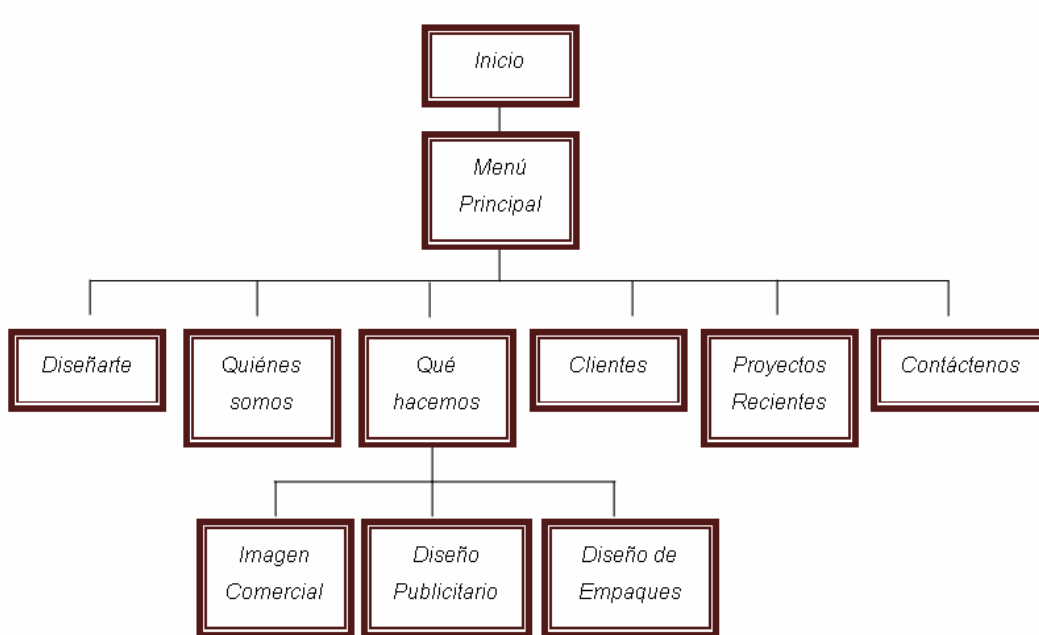 Inicio
Menú
Principal
Diseñarte
Quiénes
somos
Qué
hacemos
Clientes
Proyectos
Recientes
Contáctenos
Imagen
Comercial
Diseño
Publicitario
Diseño de
Empaques